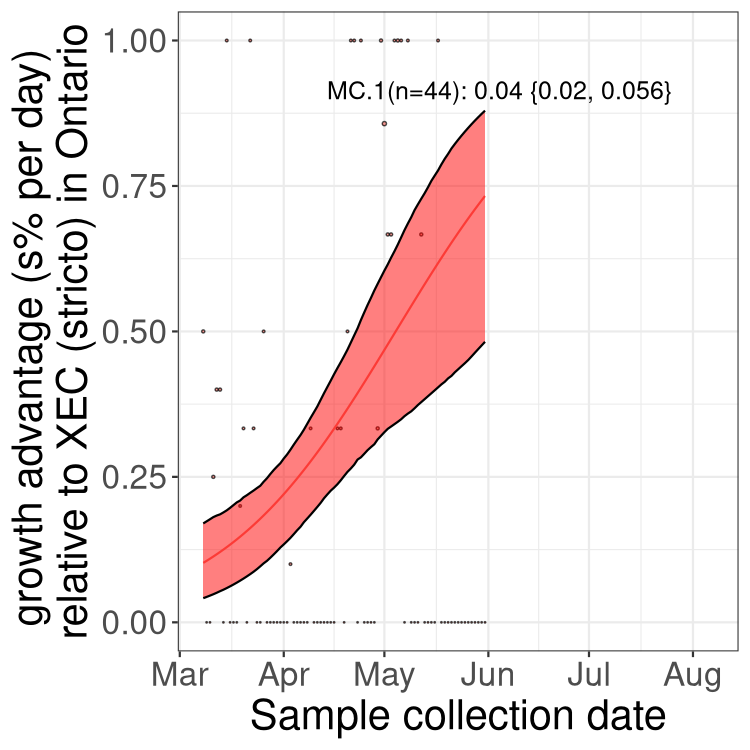 growth advantage (s% per day)
relative to XEC (stricto) in Ontario
1.00
0.75
0.50
0.25
0.00
MC.1(n=44): 0.04 {0.02, 0.056}
Mar Apr May Jun Jul Aug
Sample collection date